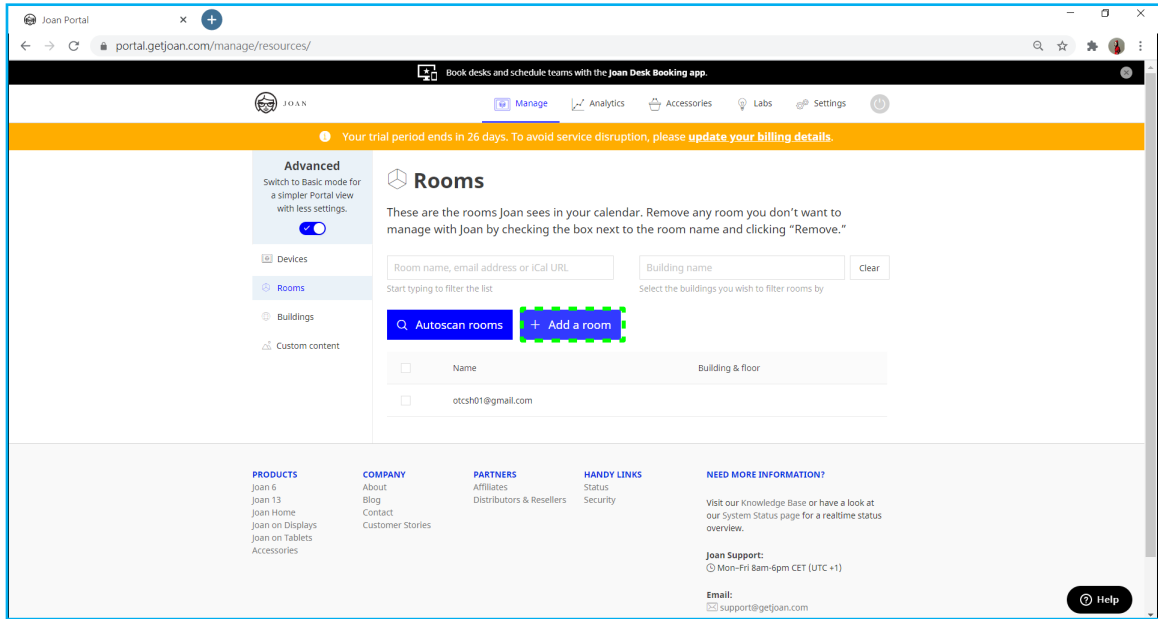 Joan Portal
portal.getjoan.com/manage/resources/
Book desks and schedule teams with the Joan Desk Booking app.
JOAN
Manage
Analytics
Accessories
Labs
Settings
Your trial period ends in 26 days. To avoid service disruption, please update your billing details.
Advanced
Switch to Basic mode for
a simpler Portal view
with less settings.
Devices
Rooms
Buildings
Custom content
Rooms
These are the rooms Joan sees in your calendar. Remove any room you don't want to
manage with Joan by checking the box next to the room name and clicking “Remove.”
Room name, email address or iCal URL
Building name
Clear
Start typing to filter the list
Select the buildings you wish to filter rooms by
Autoscan rooms
+ Add a room
Name
Building & floor
otcsh01@gmail.com
PRODUCTS
Joan 6
Joan 13
Joan Home
Joan on Displays
Joan on Tablets
Accessories
COMPANY
About
Blog
Contact
Customer Stories
PARTNERS
Affiliates
Distributors & Resellers
HANDY LINKS
Status
Security
NEED MORE INFORMATION?
Visit our Knowledge Base or have a look at
our System Status page for a realtime status
overview.
Joan Support:
Mon–Fri 8am-6pm CET (UTC +1)
Email:
support@getjoan.com
Help